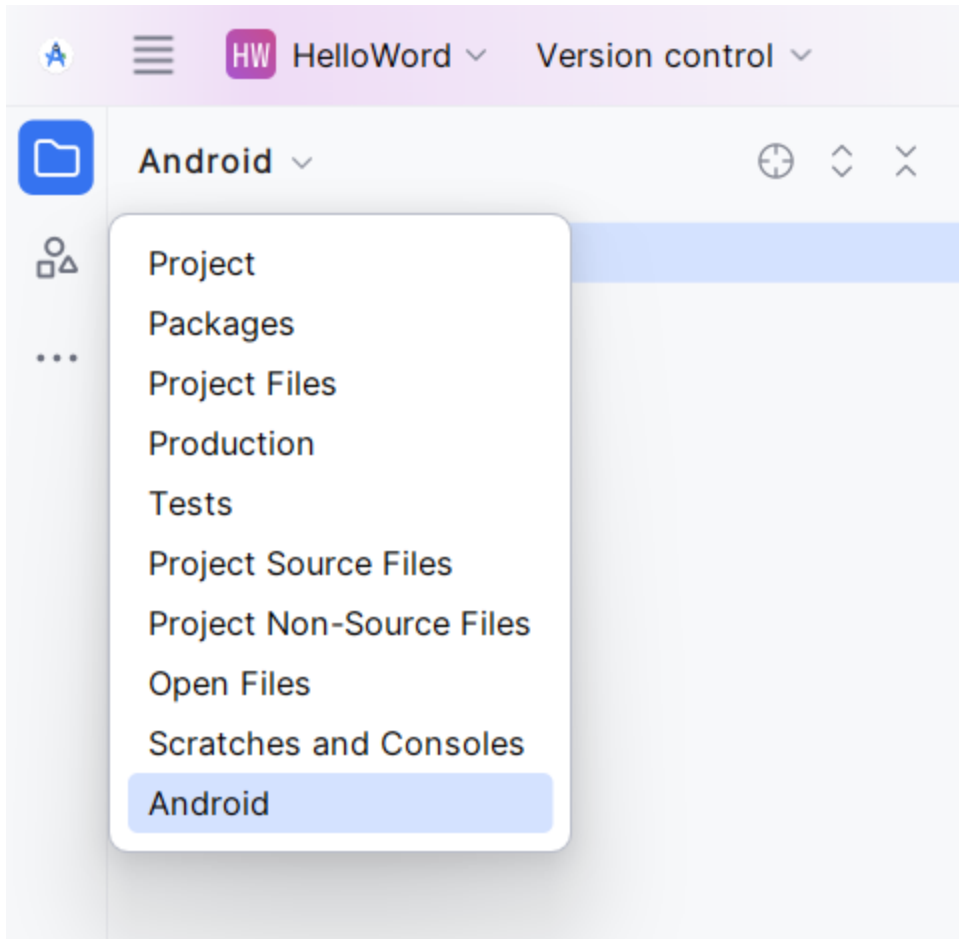 HW HelloWord Version control
Android
Project
Packages
Project Files
Production
Tests
Project Source Files
Project Non-Source Files
Open Files
Scratches and Consoles
Android